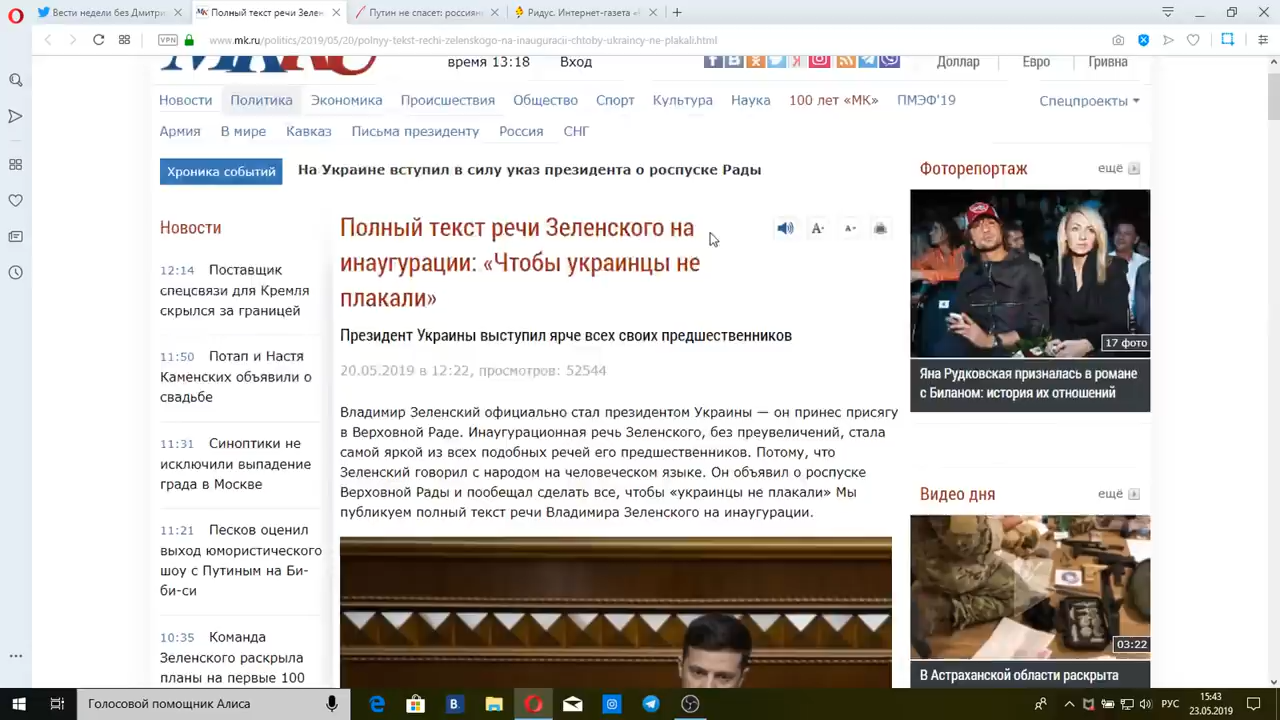 Вести недели без Дмитри
Полный текст речи Зелен
Путин не спасет: россиян
Ридус. Интернет-газета «
VPN
www.mk.ru/politics/2019/05/20/polnyy-tekst-rechi-zelenskogo-na-inauguracii-chtoby-ukraincy-ne-plakali.html
время 13:18
Вход
Доллар
Евро
Гривна
Новости
Политика
Экономика
Происшествия
Общество
Спорт
Культура
Наука
100 лет «МК»
ПМЭФ'19
Спецпроекты
Армия
В мире
Кавказ
Письма президенту
Россия
СНГ
Хроника событий
На Украине вступил в силу указ президента о роспуске Рады
Новости
12:14 Поставщик
спецсвязи для Кремля
скрылся за границей
11:50 Потап и Настя
Каменских объявили о
свадьбе
11:31 Синоптики не
исключили выпадение
града в Москве
11:21 Песков оценил
выход юмористического
шоу с Путиным на Би-
би-си
10:35 Команда
Зеленского раскрыла
планы на первые 100
Полный текст речи Зеленского на
инаугурации: «Чтобы украинцы не
плакали»
Президент Украины выступил ярче всех своих предшественников
20.05.2019 в 12:22, просмотров: 52544
Владимир Зеленский официально стал президентом Украины — он принес присягу
в Верховной Раде. Инаугурационная речь Зеленского, без преувеличений, стала
самой яркой из всех подобных речей его предшественников. Потому, что
Зеленский говорил с народом на человеческом языке. Он объявил о роспуске
Верховной Рады и пообещал сделать все, чтобы «украинцы не плакали» Мы
публикуем полный текст речи Владимира Зеленского на инаугурации.
Фоторепортаж
ещё
17 фото
Яна Рудковская призналась в романе
с Биланом: история их отношений
Видео дня
ещё
03:22
В Астраханской области раскрыта
Голосовой помощник Алиса
РУС
15:43
23.05.2019